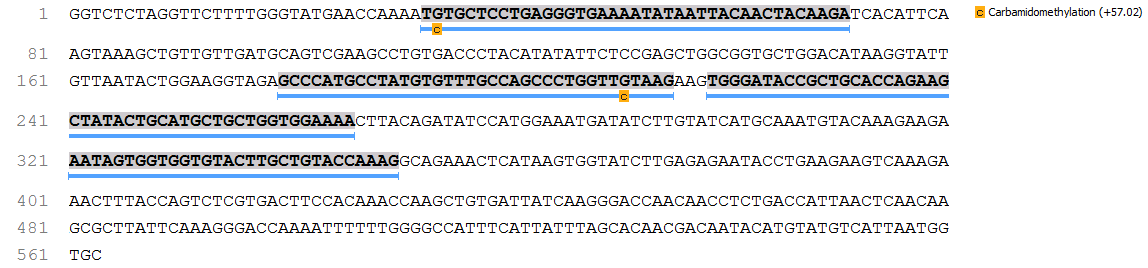 1 GGTCTCTAGGTTCTTTTGGGTATGAACCAAAATGTGCTCCTGAGGGTGAAAATATAATTACAACTACAAGATCACATTCA
c Carbamidomethylation (+57.02)
c
81 AGTAAAGCTGTTGTTGATGCAGTCGAAGCCTGTGACCCTACATATATTCTCCGAGCTGGCGGTGCTGGACATAAGGTATT
161 GTTAATACTGGAAGGTAGAGCCCATGCCTATGTGTTTGCCAGCCCTGGTTGTAAGAAGTGGGATACCGCTGCACCAGAAG
c
241 CTATACTGCATGCTGCTGGTGGAAAACTTACAGATATCCATGGAAATGATATCTTGTATCATGCAAATGTACAAAGAAGA
321 AATAGTGGTGGTGTACTTGCTGTACCAAAGGCAGAAACTCATAAGTGGTATCTTGAGAGAATACCTGAAGAAGTCAAAGA
401 AACTTTACCAGTCTCGTGACTTCCACAAACCAAGCTGTGATTATCAAGGGACCAACAACCTCTGACCATTAACTCAACAA
481 GCGCTTATTCAAAGGGACCAAAATTTTTTGGGGCCATTTCATTATTTAGCACAACGACAATACATGTATGTCATTAATGG
561 TGC